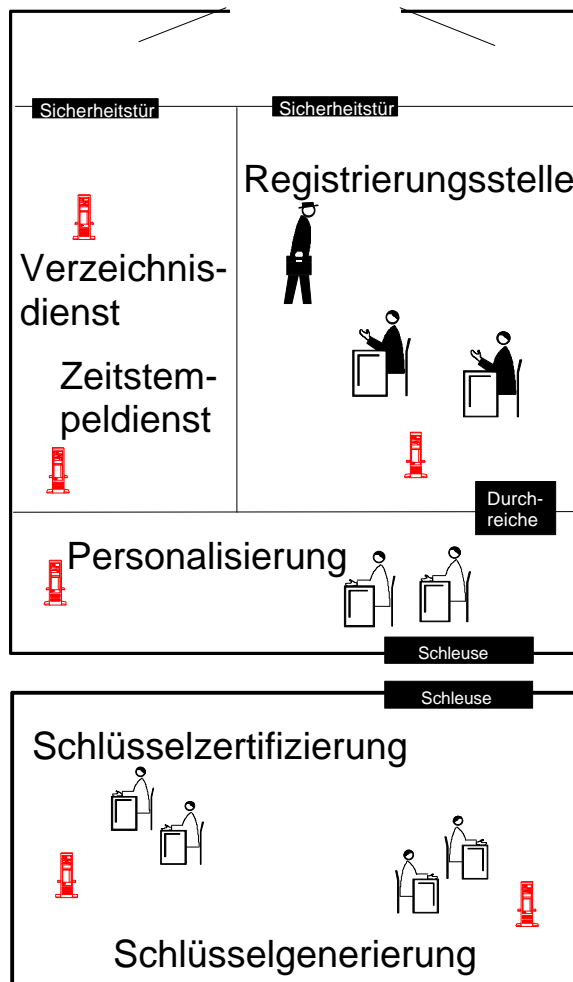 Sicherheitstür
Sicherheitstür
Registrierungsstelle
Verzeichnis-
dienst
Zeitstem-
peldienst
Durch-
reiche
Personalisierung
Schleuse
Schleuse
Schlüsselzertifizierung
Schlüsselgenerierung